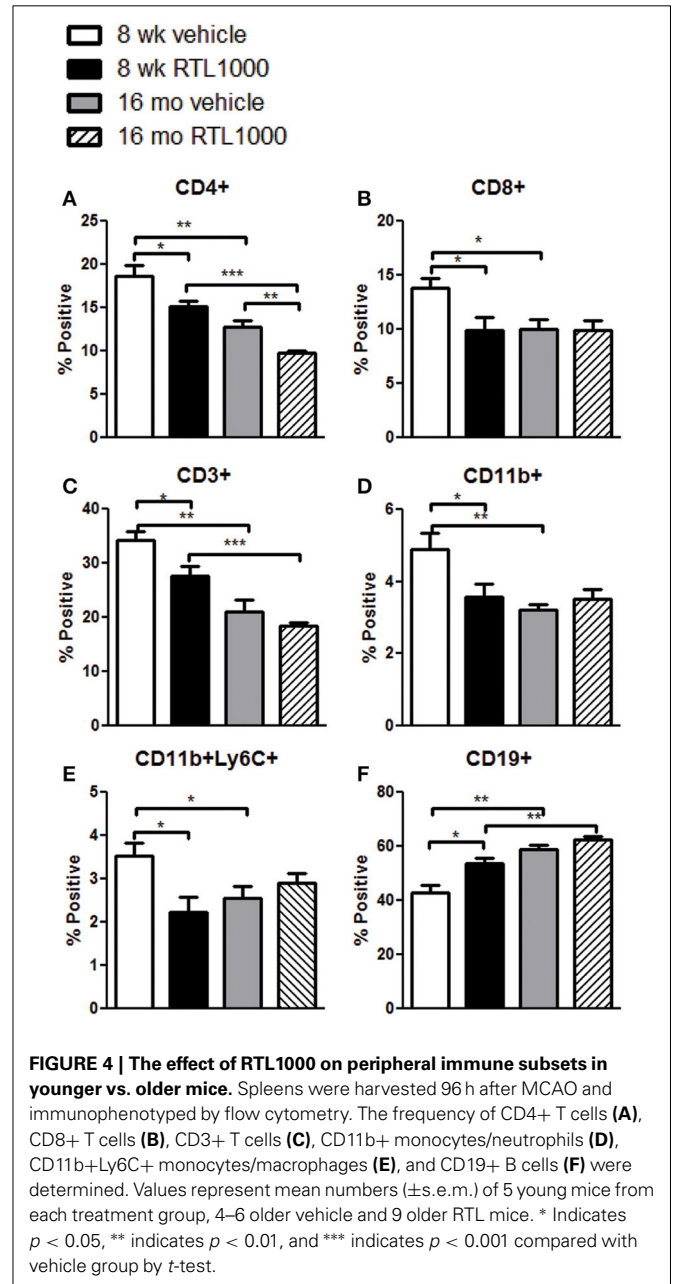 8 wk vehicle
8 wk RTL1000
16 mo vehicle
16 mo RTL1000
A
CD4+
% Positive
25
20
15
10
5
0
**
*
***
**
B
CD8+
% Positive
20
15
10
5
0
*
*
C
CD3+
% Positive
40
30
20
10
0
*
**
***
D
CD11b+
% Positive
6
4
2
0
*
**
E
CD11b+Ly6C+
% Positive
5
4
3
2
1
0
*
*
F
CD19+
% Positive
80
60
40
20
0
**
**
*
FIGURE 4 | The effect of RTL1000 on peripheral immune subsets in
younger vs. older mice. Spleens were harvested 96 h after MCAO and
immunophenotyped by flow cytometry. The frequency of CD4+ T cells (A),
CD8+ T cells (B), CD3+ T cells (C), CD11b+ monocytes/neutrophils (D),
CD11b+Ly6C+ monocytes/macrophages (E), and CD19+ B cells (F) were
determined. Values represent mean numbers (±s.e.m.) of 5 young mice from
each treatment group, 4–6 older vehicle and 9 older RTL mice. * Indicates
p < 0.05, ** indicates p < 0.01, and *** indicates p < 0.001 compared with
vehicle group by t-test.